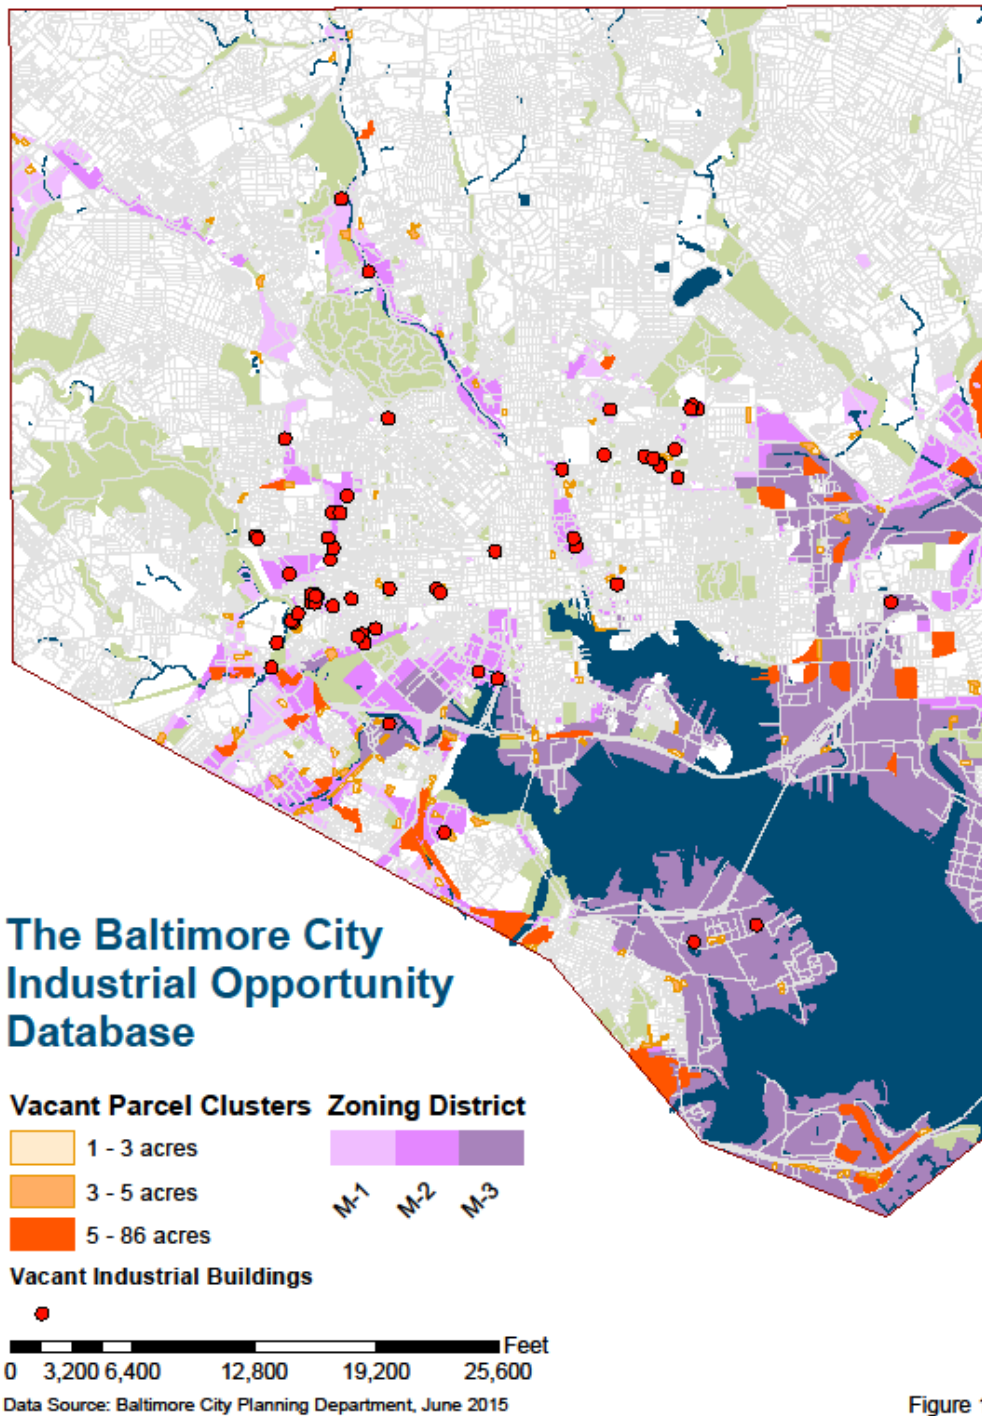 The Baltimore City
Industrial Opportunity
Database
Vacant Parcel Clusters Zoning District
1 - 3 acres
3 - 5 acres
5 - 86 acres
M-1 M-2 M-3
Vacant Industrial Buildings
Feet
0 3,200 6,400 12,800 19,200 25,600
Data Source: Baltimore City Planning Department, June 2015
Figure